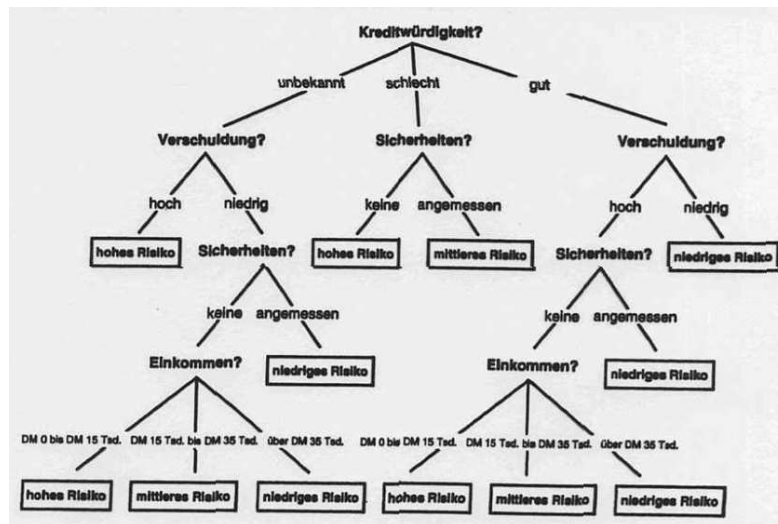 Kreditwürdigkeit?
unbekannt schlecht gut
Verschuldung? Sicherheiten? Verschuldung?
hoch niedrig keine angemessen hoch niedrig
hohes Risiko Sicherheiten? hohes Risiko mittleres Risiko Sicherheiten? niedriges Risiko
keine angemessen keine angemessen
Einkommen? niedriges Risiko Einkommen? niedriges Risiko
DM 0 bis DM 15 Tsd. DM 15 Tsd. bis DM 35 Tsd. über DM 35 Tsd. DM 0 bis DM 15 Tsd. DM 15 Tsd. bis DM 35 Tsd. über DM 35 Tsd.
hohes Risiko mittleres Risiko niedriges Risiko hohes Risiko mittleres Risiko niedriges Risiko